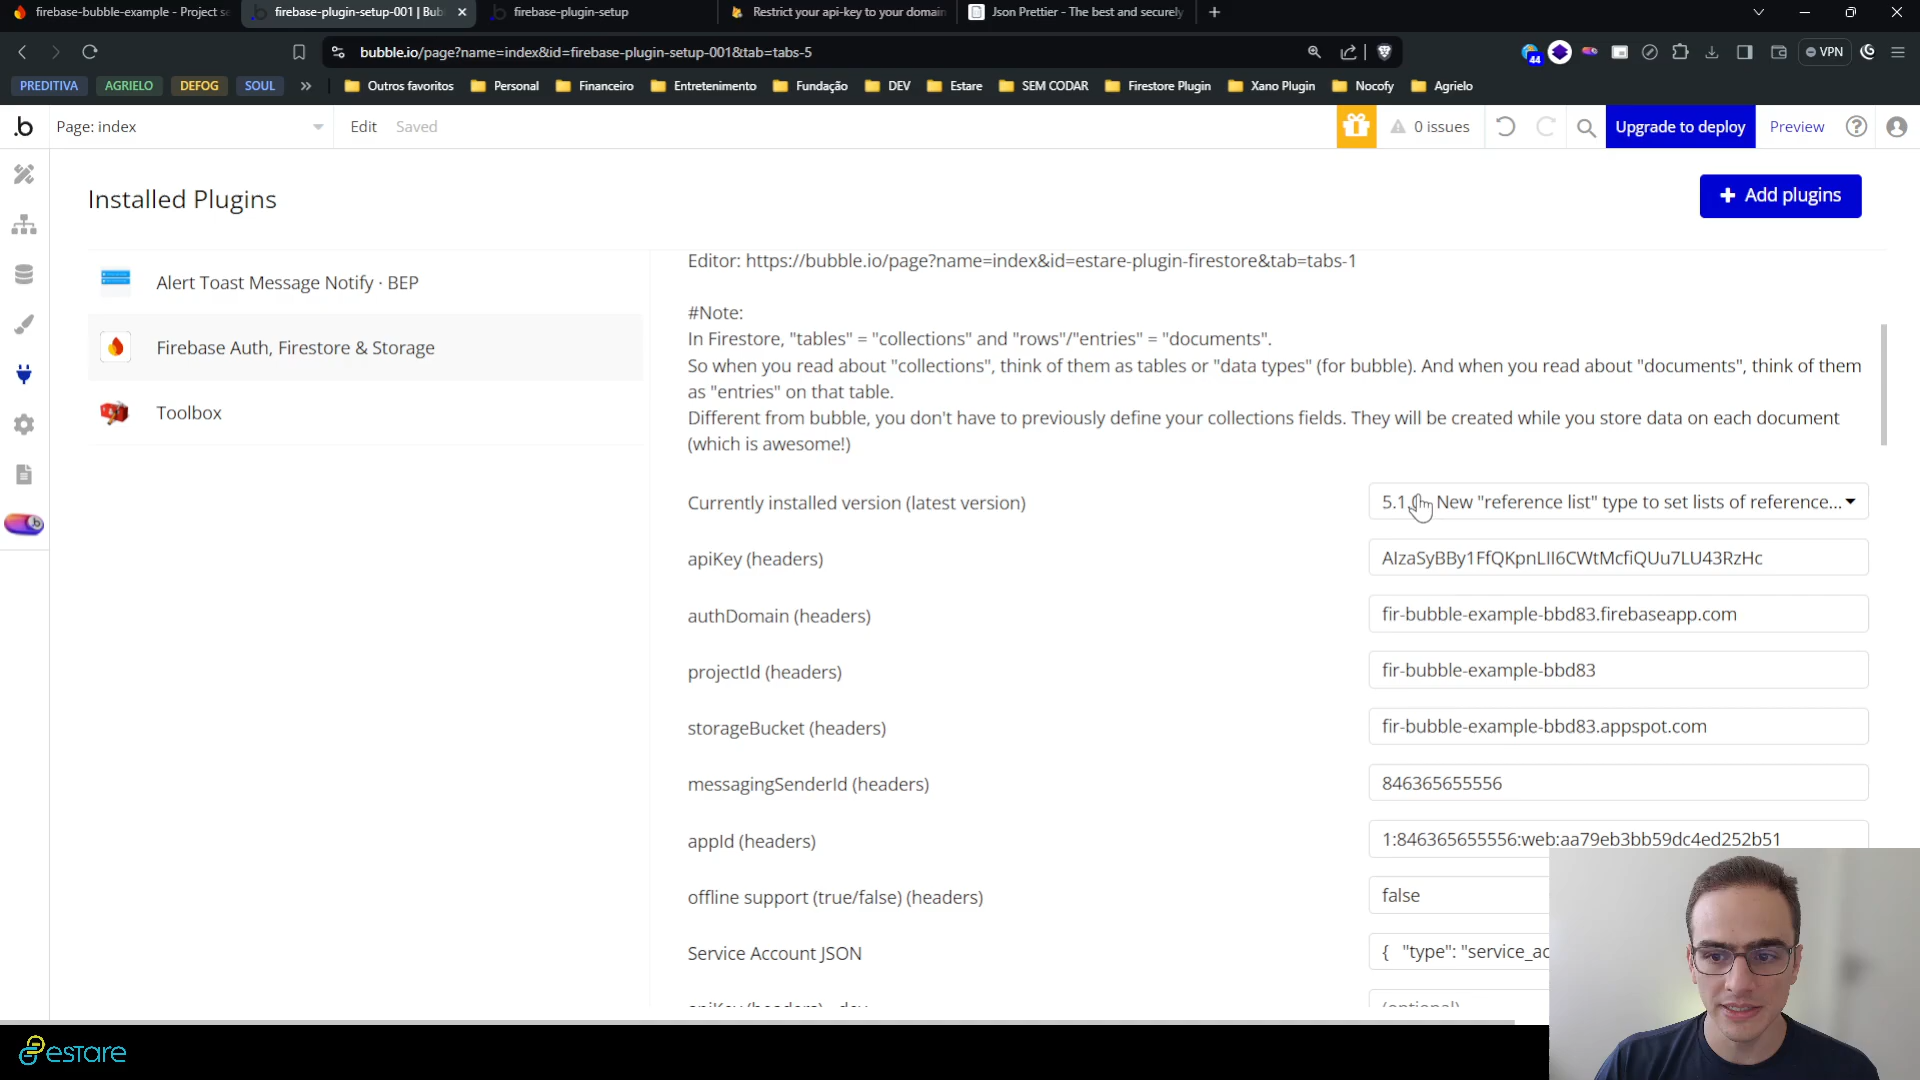 firebase-bubble-example - Project se
firebase-plugin-setup-001 | Bub
firebase-plugin-setup
Restrict your api-key to your domain
Json Prettier - The best and securely
bubble.io/page?name=index&id=firebase-plugin-setup-001&tab=tabs-5
44
VPN
PREDITIVA
AGRIELO
DEFOG
SOUL
Outros favoritos
Personal
Financeiro
Entretenimento
Fundação
DEV
Estare
SEM CODAR
Firestore Plugin
Xano Plugin
Nocofy
Agrielo
Page: index
Edit
Saved
0 issues
Upgrade to deploy
Preview
Installed Plugins
+ Add plugins
Alert Toast Message Notify · BEP
Firebase Auth, Firestore & Storage
Toolbox
Editor: https://bubble.io/page?name=index&id=estare-plugin-firestore&tab=tabs-1
#Note:
In Firestore, "tables" = "collections" and "rows"/"entries" = "documents".
So when you read about "collections", think of them as tables or "data types" (for bubble). And when you read about "documents", think of them
as "entries" on that table.
Different from bubble, you don't have to previously define your collections fields. They will be created while you store data on each document
(which is awesome!)
Currently installed version (latest version)
5.1. New "reference list" type to set lists of reference...
apiKey (headers)
AIzaSyBBy1FfQKpnLII6CWtMcfiQUu7LU43RzHc
authDomain (headers)
fir-bubble-example-bbd83.firebaseapp.com
projectId (headers)
fir-bubble-example-bbd83
storageBucket (headers)
fir-bubble-example-bbd83.appspot.com
messagingSenderId (headers)
846365655556
appId (headers)
1:846365655556:web:aa79eb3bb59dc4ed252b51
offline support (true/false) (headers)
false
Service Account JSON
{ "type": "service_ac
estare